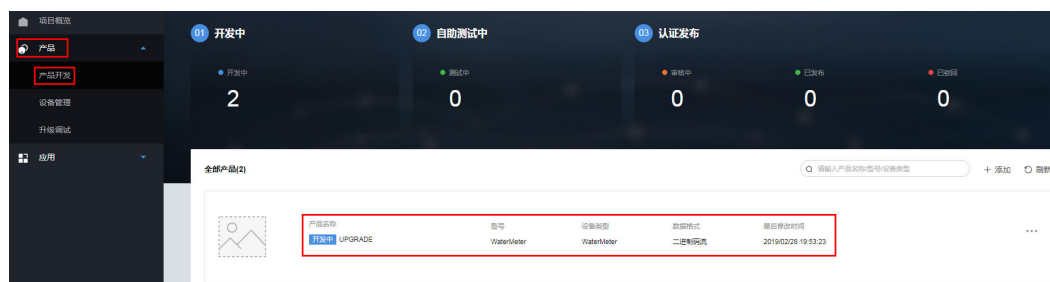 项目概览
产品
产品开发
设备管理
升级调试
应用
01 开发中
02 自助测试中
03 认证发布
开发中
测试中
审核中
已发布
已驳回
2
0
0
0
0
全部产品(2)
请输入产品名称/型号/设备类型
+ 添加
刷新
产品名称
型号
设备类型
数据格式
最后修改时间
开发中 UPGRADE
WaterMeter
WaterMeter
二进制码流
2019/02/28 19:53:23